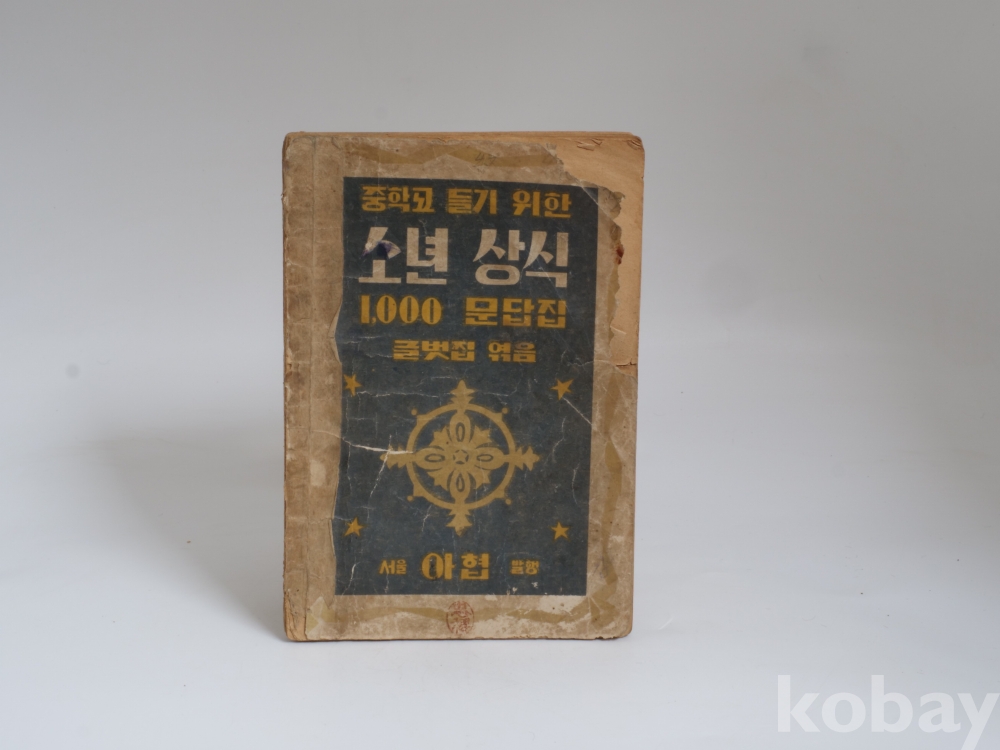 중학교 들기 위한
소년 상식
1,000 문답집
글벗집 엮음
서울 아협 발행
kobay